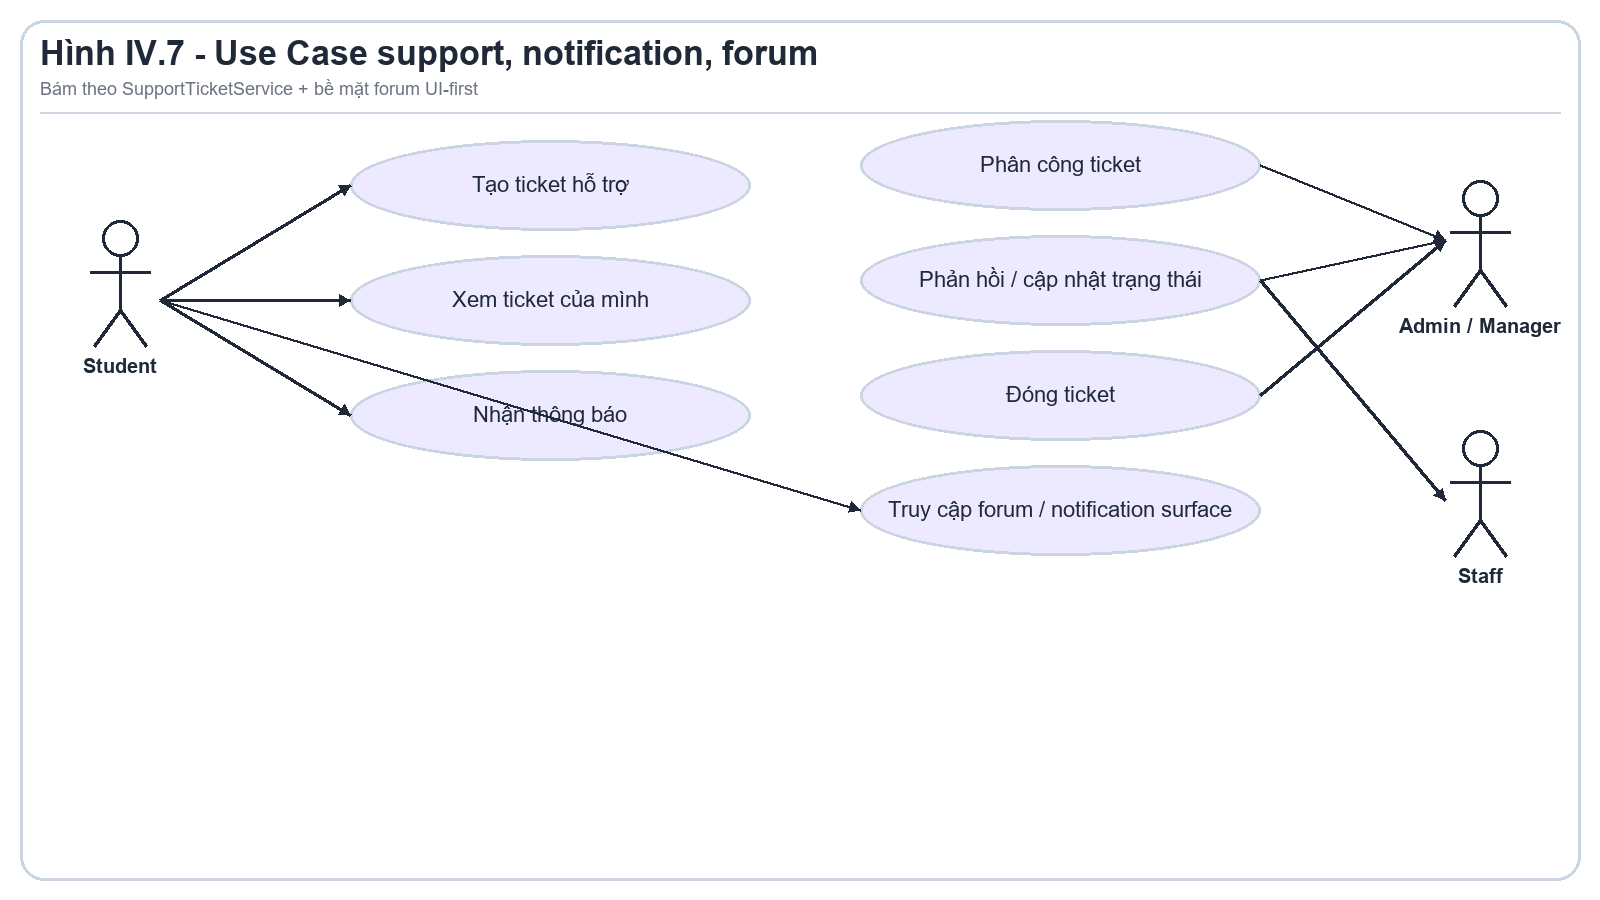 Hình IV.7 - Use Case support, notification, forum
Bám theo SupportTicketService + bề mặt forum UI-first
Tạo ticket hỗ trợ
Xem ticket của mình
Nhận thông báo
Student
Phân công ticket
Phản hồi / cập nhật trạng thái
Đóng ticket
Truy cập forum / notification surface
Admin / Manager
Staff